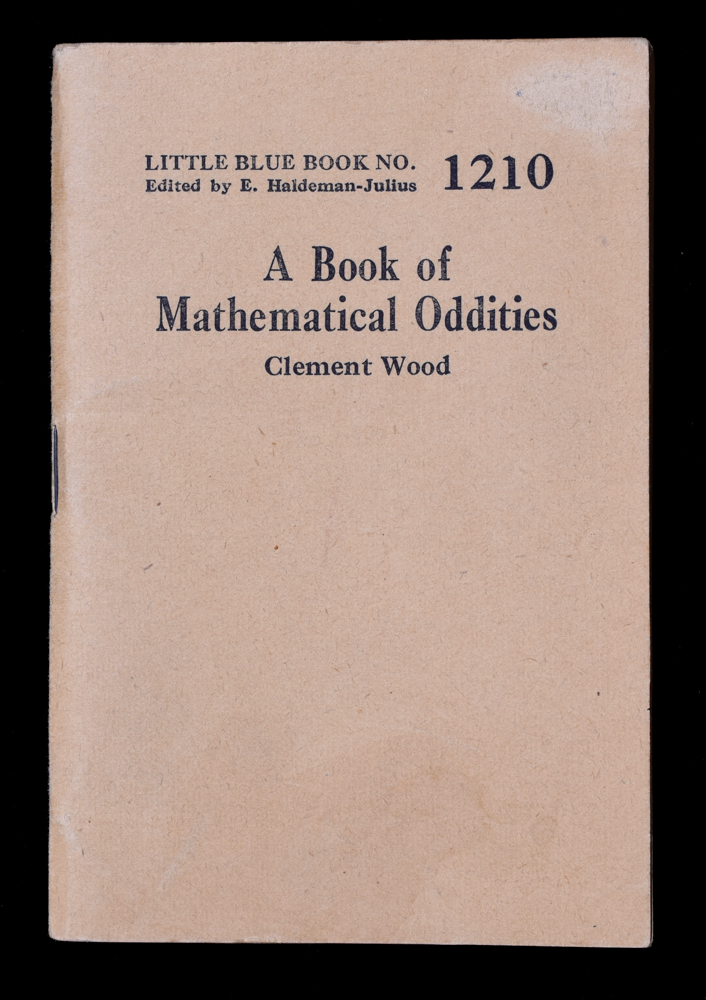 LITTLE BLUE BOOK NO. 1210
Edited by E. Haldeman-Julius
A Book of
Mathematical Oddities
Clement Wood